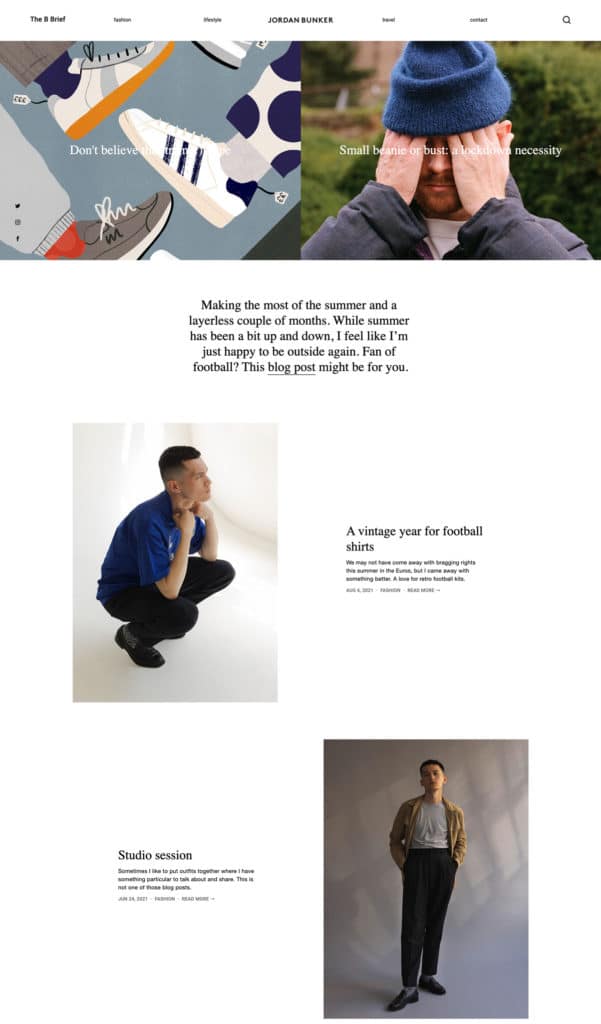 The B Brief
fashion
lifestyle
JORDAN BUNKER
travel
contact
Don't believe the
Small beanie or bust: a lockdown necessity
Making the most of the summer and a
layerless couple of months. While summer
has been a bit up and down, I feel like I'm
just happy to be outside again. Fan of
football? This blog post might be for you.
A vintage year for football
shirts
We may not have come away with bragging rights
this summer in the Euros, but I came away with
something better. A love for retro football kits.
AUG 6, 2021 · FASHION · READ MORE →
Studio session
Sometimes I like to put outfits together where I have
something particular to talk about and share. This is
not one of those blog posts.
JUN 24, 2021 · FASHION · READ MORE →